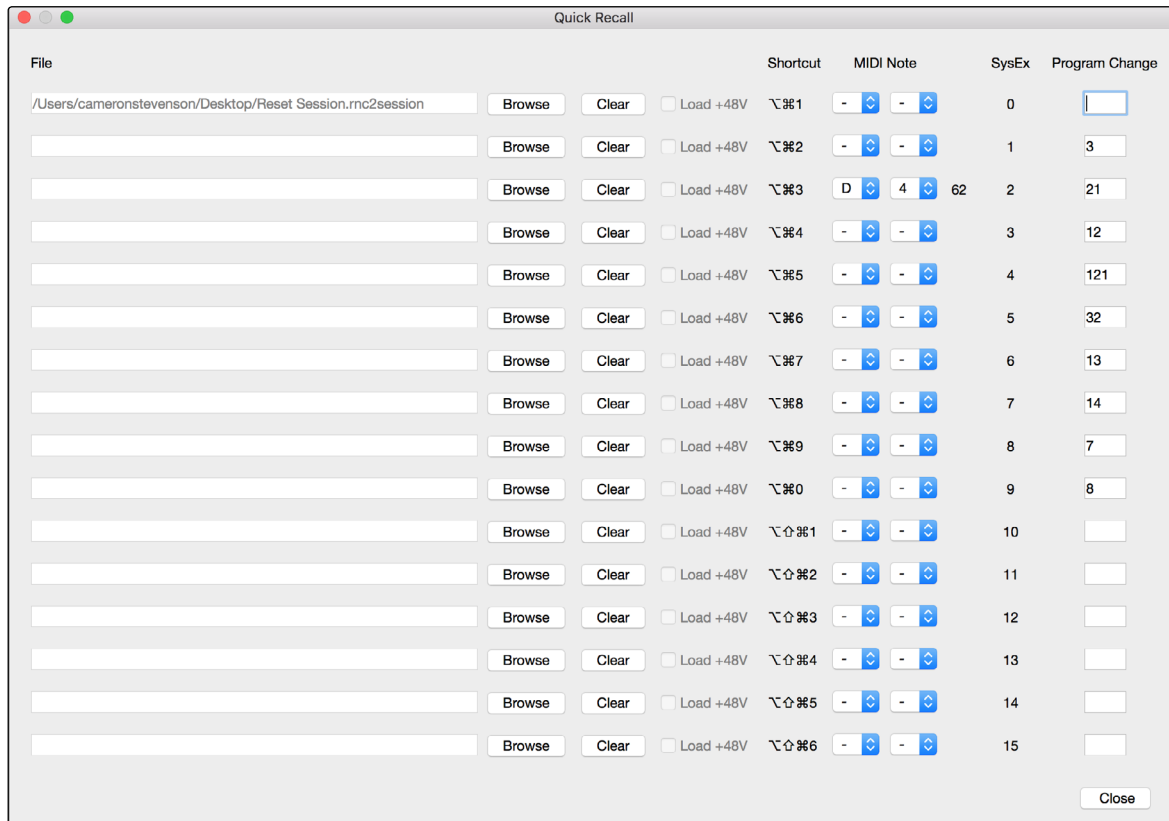 Quick Recall
File Shortcut MIDI Note SysEx Program Change
/Users/cameronstevenson/Desktop/Reset Session.rnc2session Browse Clear Load +48V ⌥⌘1 - - 0
Browse Clear Load +48V ⌥⌘2 - - 1 3
Browse Clear Load +48V ⌥⌘3 D 4 62 2 21
Browse Clear Load +48V ⌥⌘4 - - 3 12
Browse Clear Load +48V ⌥⌘5 - - 4 121
Browse Clear Load +48V ⌥⌘6 - - 5 32
Browse Clear Load +48V ⌥⌘7 - - 6 13
Browse Clear Load +48V ⌥⌘8 - - 7 14
Browse Clear Load +48V ⌥⌘9 - - 8 7
Browse Clear Load +48V ⌥⌘0 - - 9 8
Browse Clear Load +48V ⌥⇧⌘1 - - 10
Browse Clear Load +48V ⌥⇧⌘2 - - 11
Browse Clear Load +48V ⌥⇧⌘3 - - 12
Browse Clear Load +48V ⌥⇧⌘4 - - 13
Browse Clear Load +48V ⌥⇧⌘5 - - 14
Browse Clear Load +48V ⌥⇧⌘6 - - 15
Close